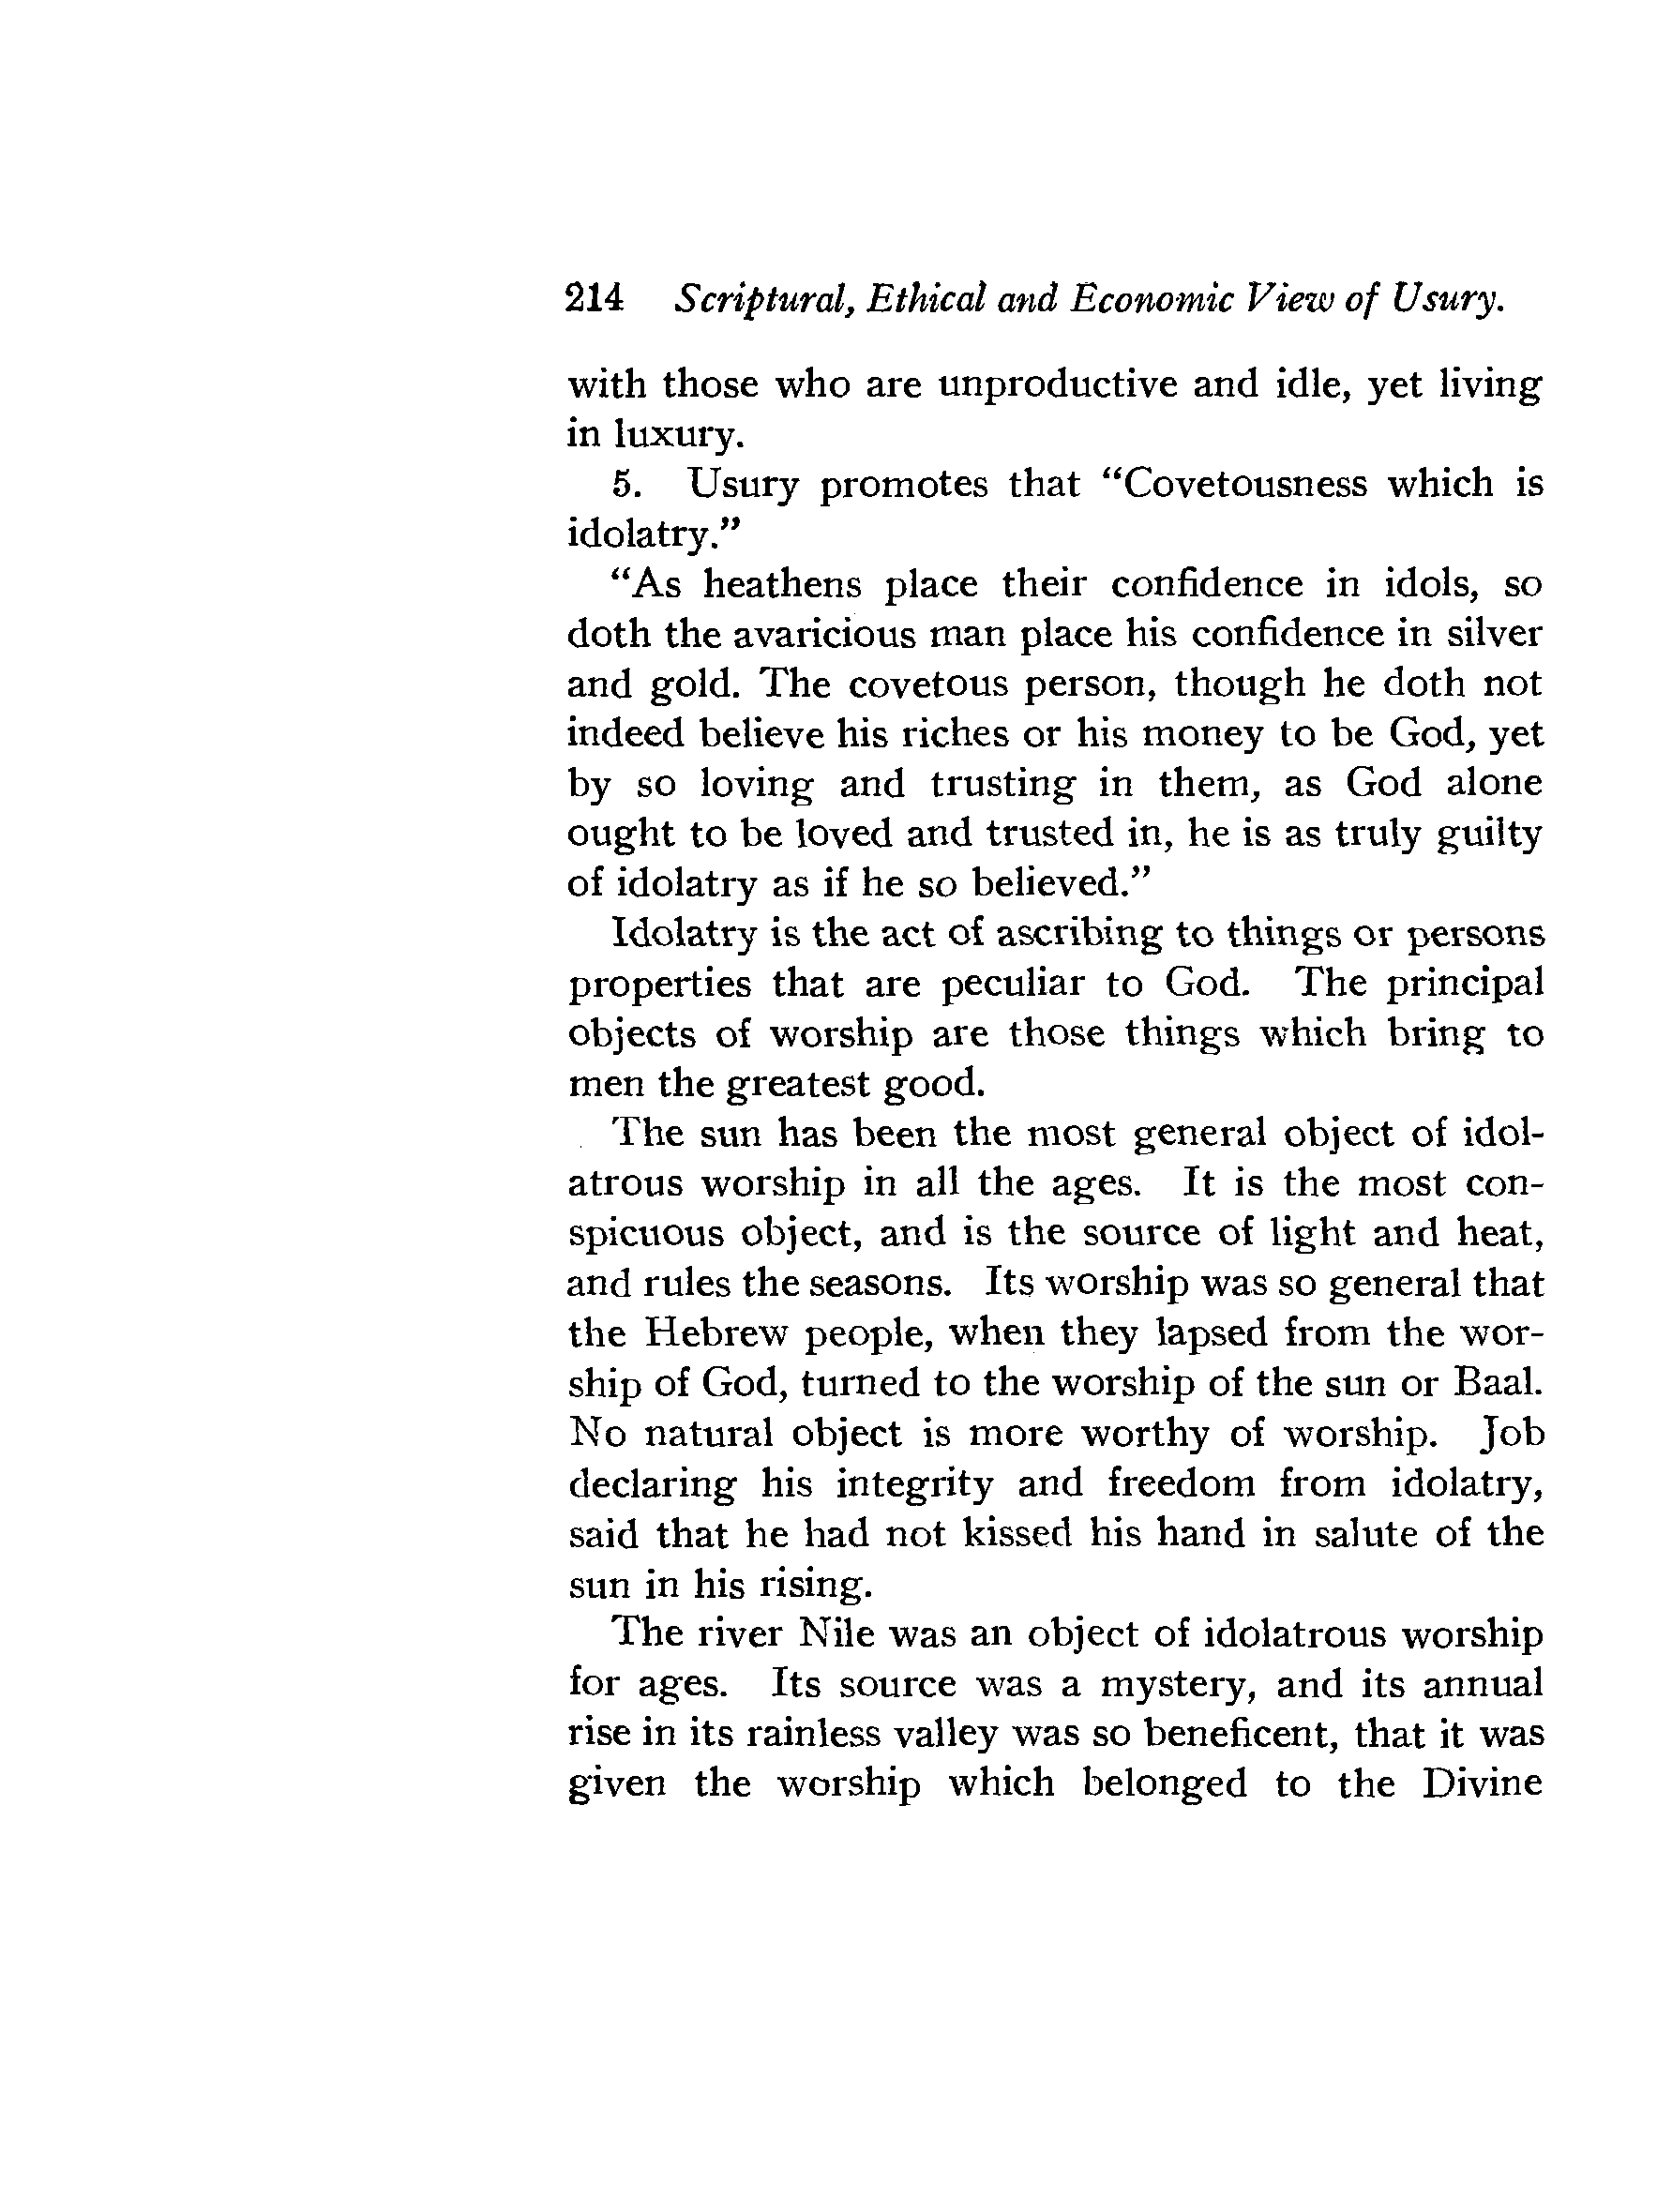 214 Scriptural, Ethical and Economic View of Usury.
with those who are unproductive and idle, yet living
in luxury.
5. Usury promotes that “Covetousness which is
idolatry.”
“As heathens place their confidence in idols, so
doth the avaricious man place his confidence in silver
and gold. The covetous person, though he doth not
indeed believe his riches or his money to be God, yet
by so loving and trusting in them, as God alone
ought to be loved and trusted in, he is as truly guilty
of idolatry as if he so believed.”
Idolatry is the act of ascribing to things or persons
properties that are peculiar to God. The principal
objects of worship are those things which bring to
men the greatest good.
The sun has been the most general object of idol-
atrous worship in all the ages. It is the most con-
spicuous object, and is the source of light and heat,
and rules the seasons. Its worship was so general that
the Hebrew people, when they lapsed from the wor-
ship of God, turned to the worship of the sun or Baal.
No natural object is more worthy of worship. Job
declaring his integrity and freedom from idolatry,
said that he had not kissed his hand in salute of the
sun in his rising.
The river Nile was an object of idolatrous worship
for ages. Its source was a mystery, and its annual
rise in its rainless valley was so beneficent, that it was
given the worship which belonged to the Divine